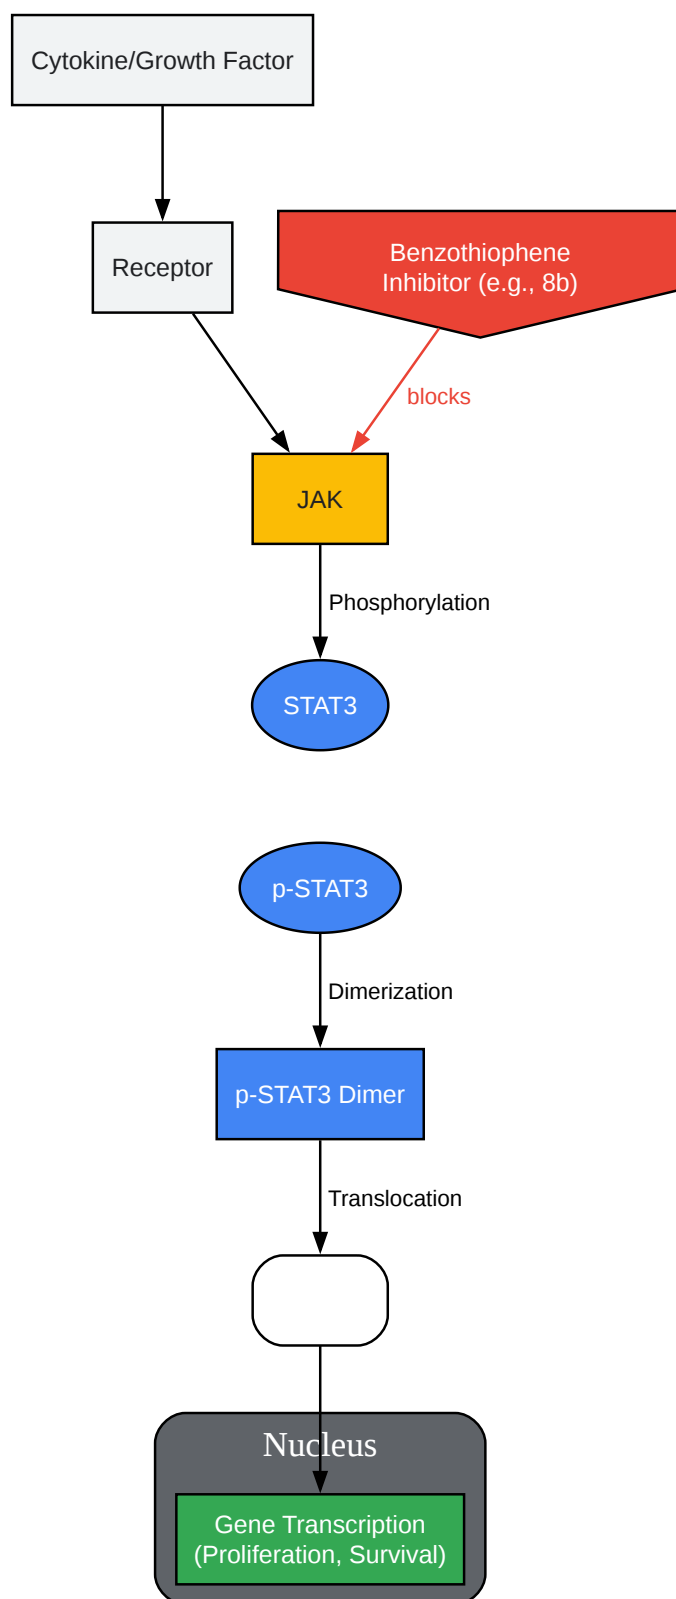 Cytokine/Growth Factor
Receptor
Benzothiophene
Inhibitor (e.g., 8b)
blocks
JAK
Phosphorylation
STAT3
p-STAT3
Dimerization
p-STAT3 Dimer
Translocation
Nucleus
Gene Transcription
(Proliferation, Survival)